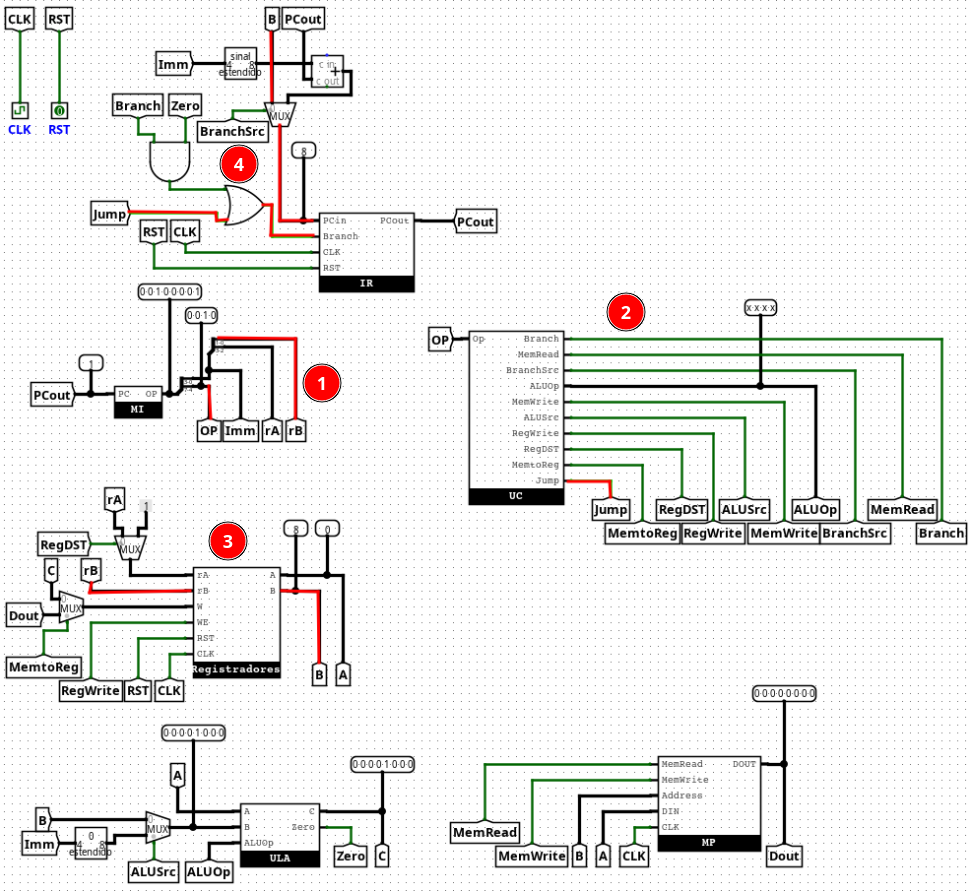 CLK RST
CLK RST
B PCout
Imm
sinal
4 8
estendido
C in
+
C out
MUX
BranchSrc
Branch Zero
4
8
Jump
RST CLK
PCin PCout
Branch
CLK
RST
IR
PCout
00100001
0010
1
PCout
PC OP
MI
1
OP Imm rA rB
2
x x x x
OP
Op Branch
MemRead
BranchSrc
ALUOp
MemWrite
ALUSrc
RegWrite
RegDST
MemtoReg
Jump
UC
Jump RegDST ALUSrc ALUOp MemRead
MemtoReg RegWrite MemWrite BranchSrc Branch
rA 1
RegDST
MUX
3
8 0
C rB
Dout
MUX
MemtoReg
RegWrite RST CLK
rA A
rB B
W
WE
RST
CLK
Registradores
B A
00001000
A
00001000
B
Imm
0
4 8
estendido
MUX
ALUSrc ALUOp
A C
B Zero
ALUOp
ULA
Zero C
00000000
MemRead DOUT
MemWrite
Address
DIN
CLK
MP
MemRead
MemWrite B A CLK Dout